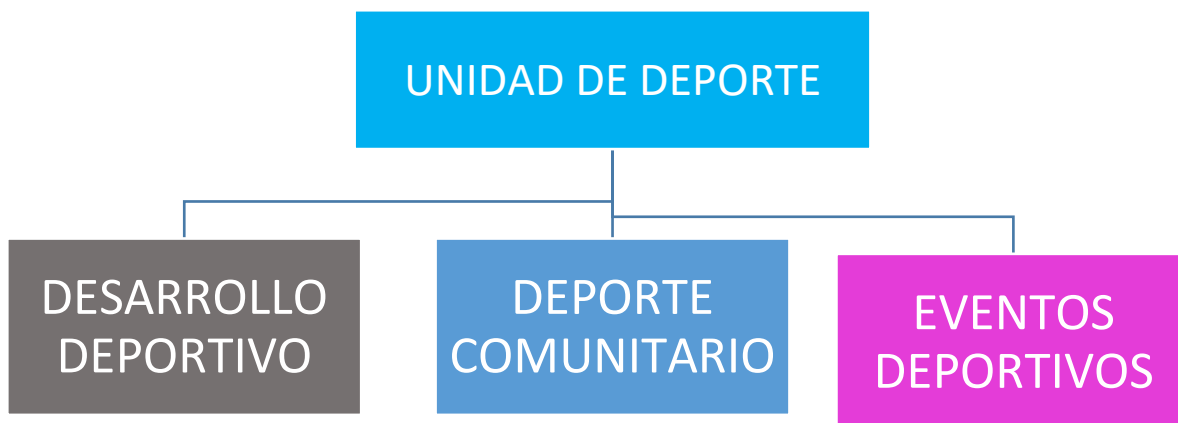 UNIDAD DE DEPORTE
DESARROLLO
DEPORTIVO
DEPORTE
COMUNITARIO
EVENTOS
DEPORTIVOS